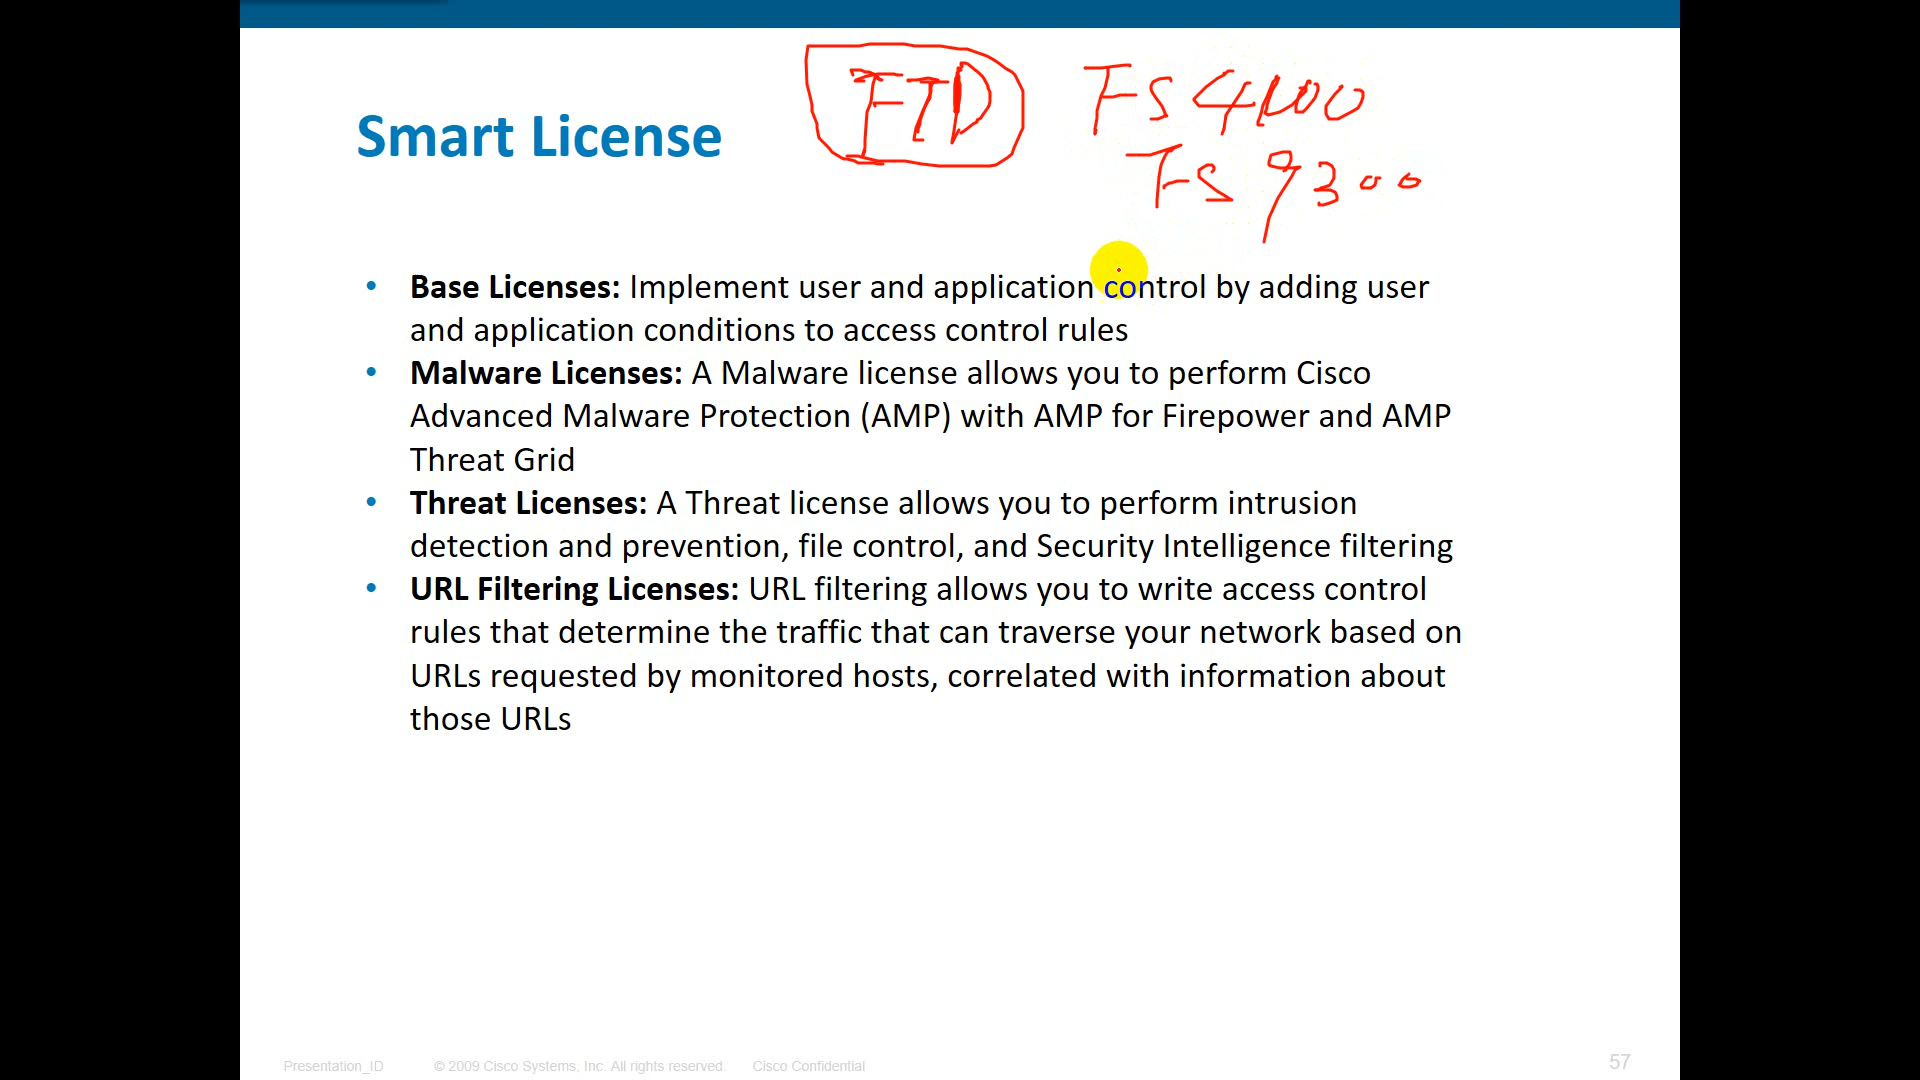 FTD
FS 4100
FS 9300
Smart License
• Base Licenses: Implement user and application control by adding user
and application conditions to access control rules
• Malware Licenses: A Malware license allows you to perform Cisco
Advanced Malware Protection (AMP) with AMP for Firepower and AMP
Threat Grid
• Threat Licenses: A Threat license allows you to perform intrusion
detection and prevention, file control, and Security Intelligence filtering
• URL Filtering Licenses: URL filtering allows you to write access control
rules that determine the traffic that can traverse your network based on
URLs requested by monitored hosts, correlated with information about
those URLs
Presentation_ID © 2009 Cisco Systems, Inc. All rights reserved. Cisco Confidential 57